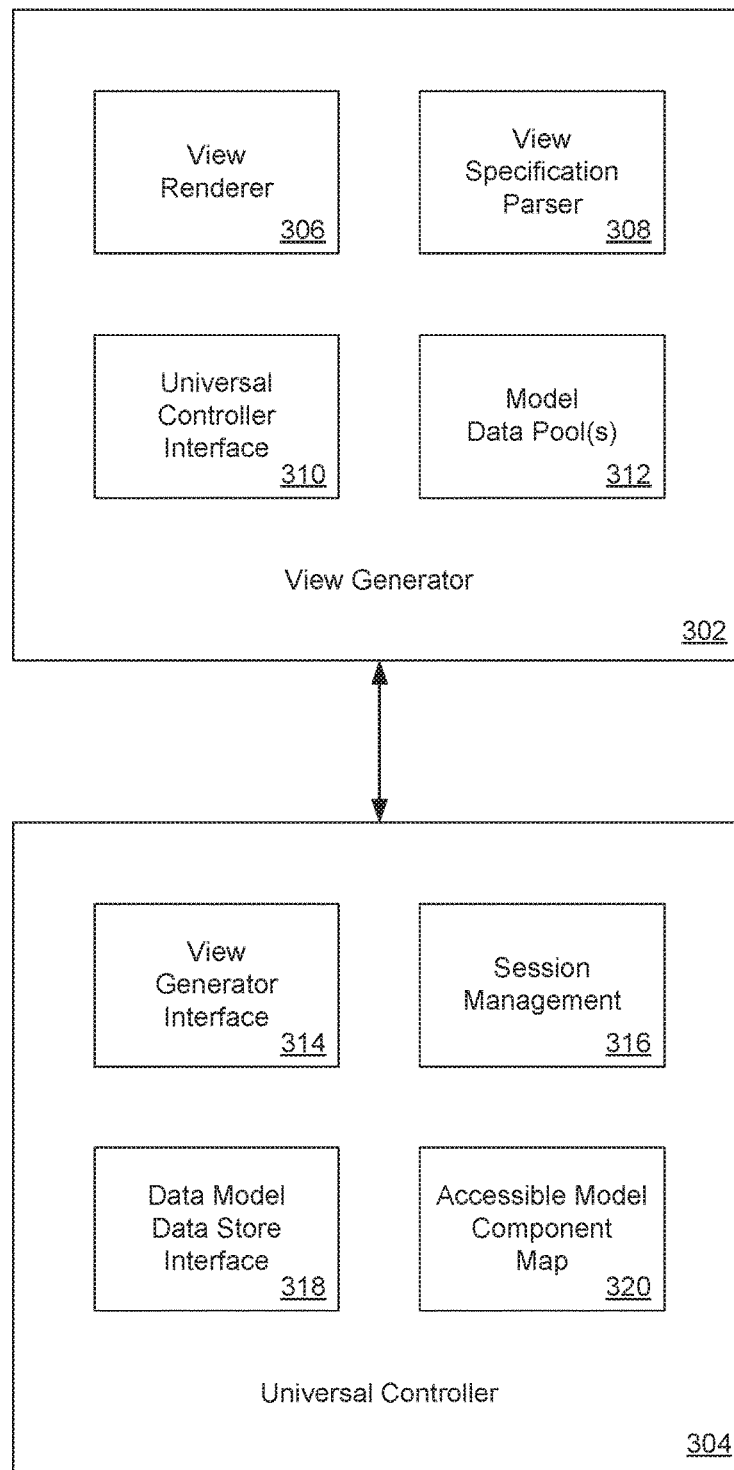 View
Renderer
306
View
Specification
Parser
308
Universal
Controller
Interface
310
Model
Data Pool(s)
312
View Generator
302
View
Generator
Interface
314
Session
Management
316
Data Model
Data Store
Interface
318
Accessible Model
Component
Map
320
Universal Controller
304